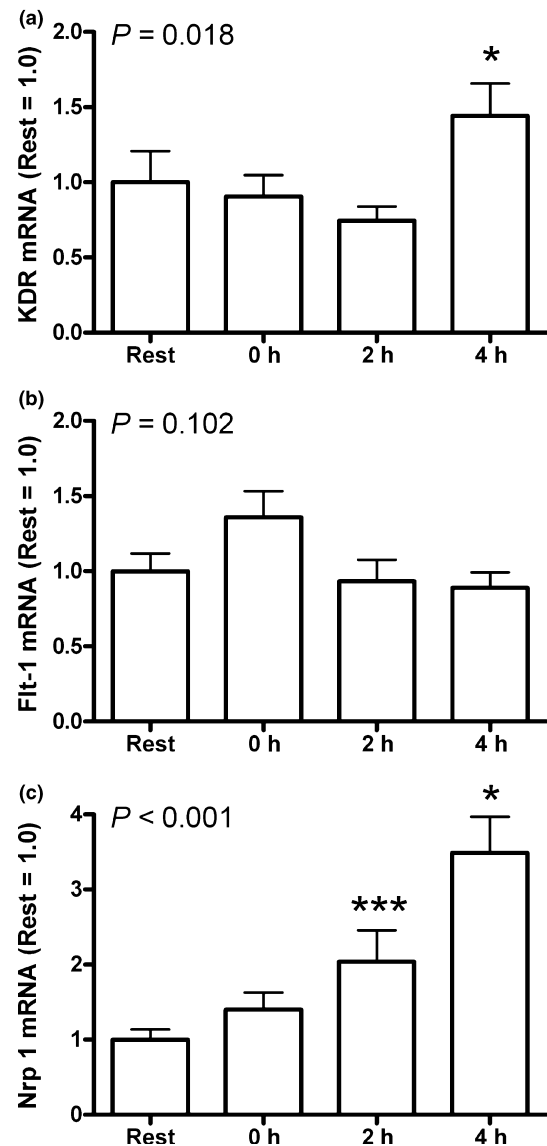 (a)
P = 0.018
*
KDR mRNA (Rest = 1.0)
2.0
1.5
1.0
0.5
0.0
Rest 0 h 2 h 4 h
(b)
P = 0.102
Flt-1 mRNA (Rest = 1.0)
2.0
1.5
1.0
0.5
0.0
Rest 0 h 2 h 4 h
(c)
P < 0.001
*
***
Nrp 1 mRNA (Rest = 1.0)
4
3
2
1
0
Rest 0 h 2 h 4 h